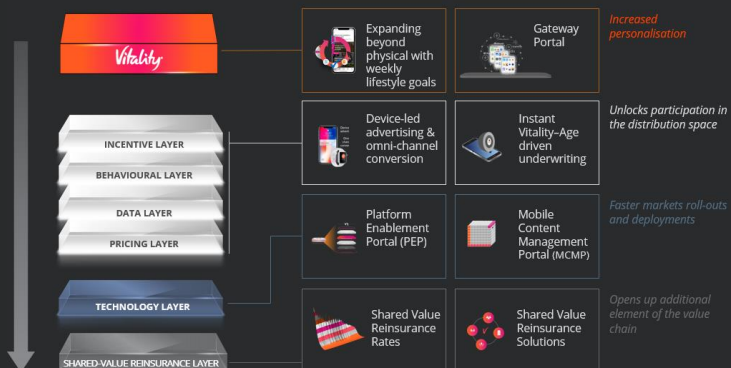 Vitality
Expanding
beyond
physical with
weekly
lifestyle goals
Gateway
Portal
Increased
personalisation
INCENTIVE LAYER
BEHAVIOURAL LAYER
DATA LAYER
PRICING LAYER
Device-led
advertising &
omni-channel
conversion
Instant
Vitality–Age
driven
underwriting
Unlocks participation in
the distribution space
TECHNOLOGY LAYER
Platform
Enablement
Portal (PEP)
Mobile
Content
Management
Portal (MCMP)
Faster markets roll-outs
and deployments
SHARED-VALUE REINSURANCE LAYER
Shared Value
Reinsurance
Rates
Shared Value
Reinsurance
Solutions
Opens up additional
element of the value
chain